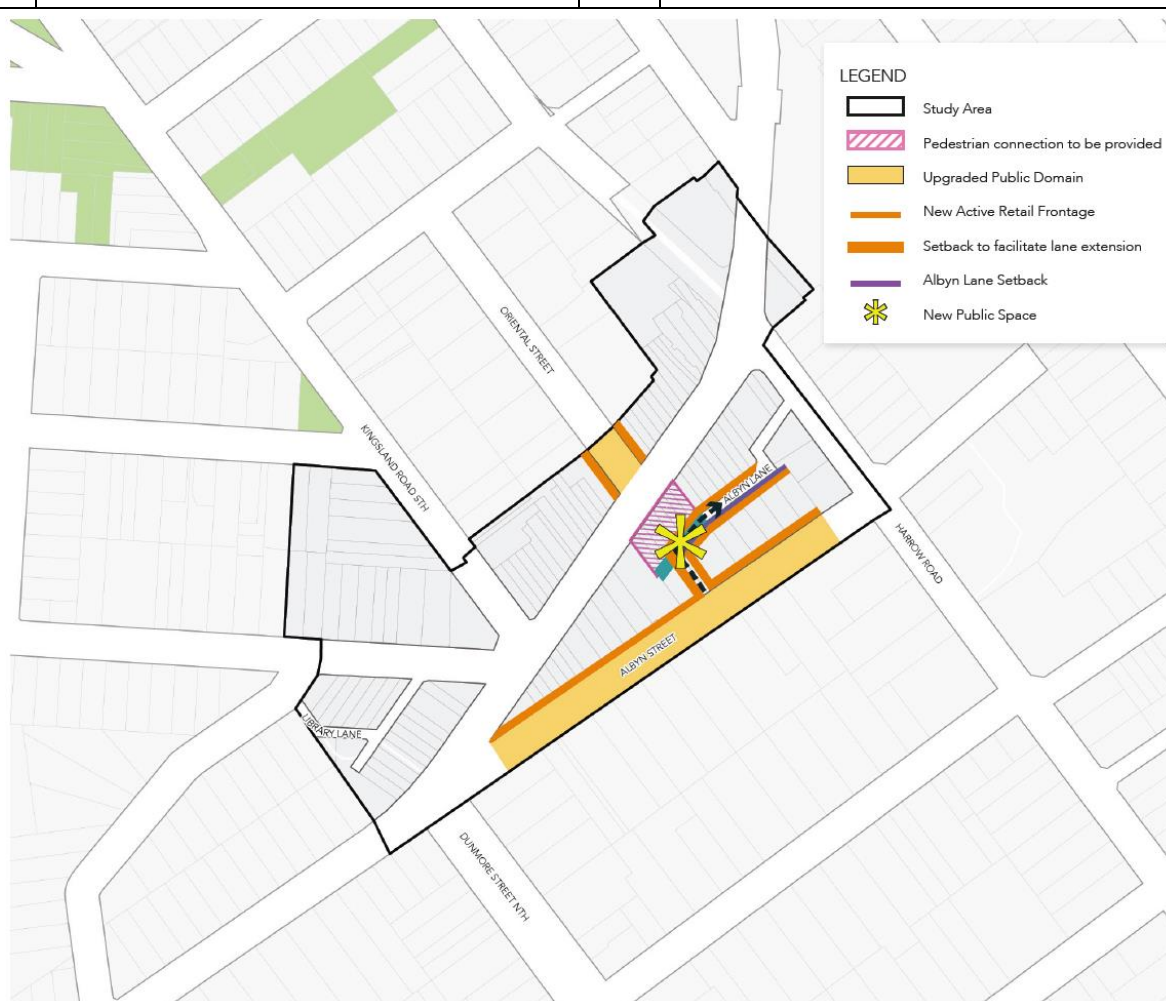 LEGEND
Study Area
Pedestrian connection to be provided
Upgraded Public Domain
New Active Retail Frontage
Setback to facilitate lane extension
Albyn Lane Setback
New Public Space
ORIENTAL STREET
KINGSLAND ROAD STH
ALBYN LANE
HARROW ROAD
ALBYN STREET
LIBRARY LANE
DUNMORE STREET NTH